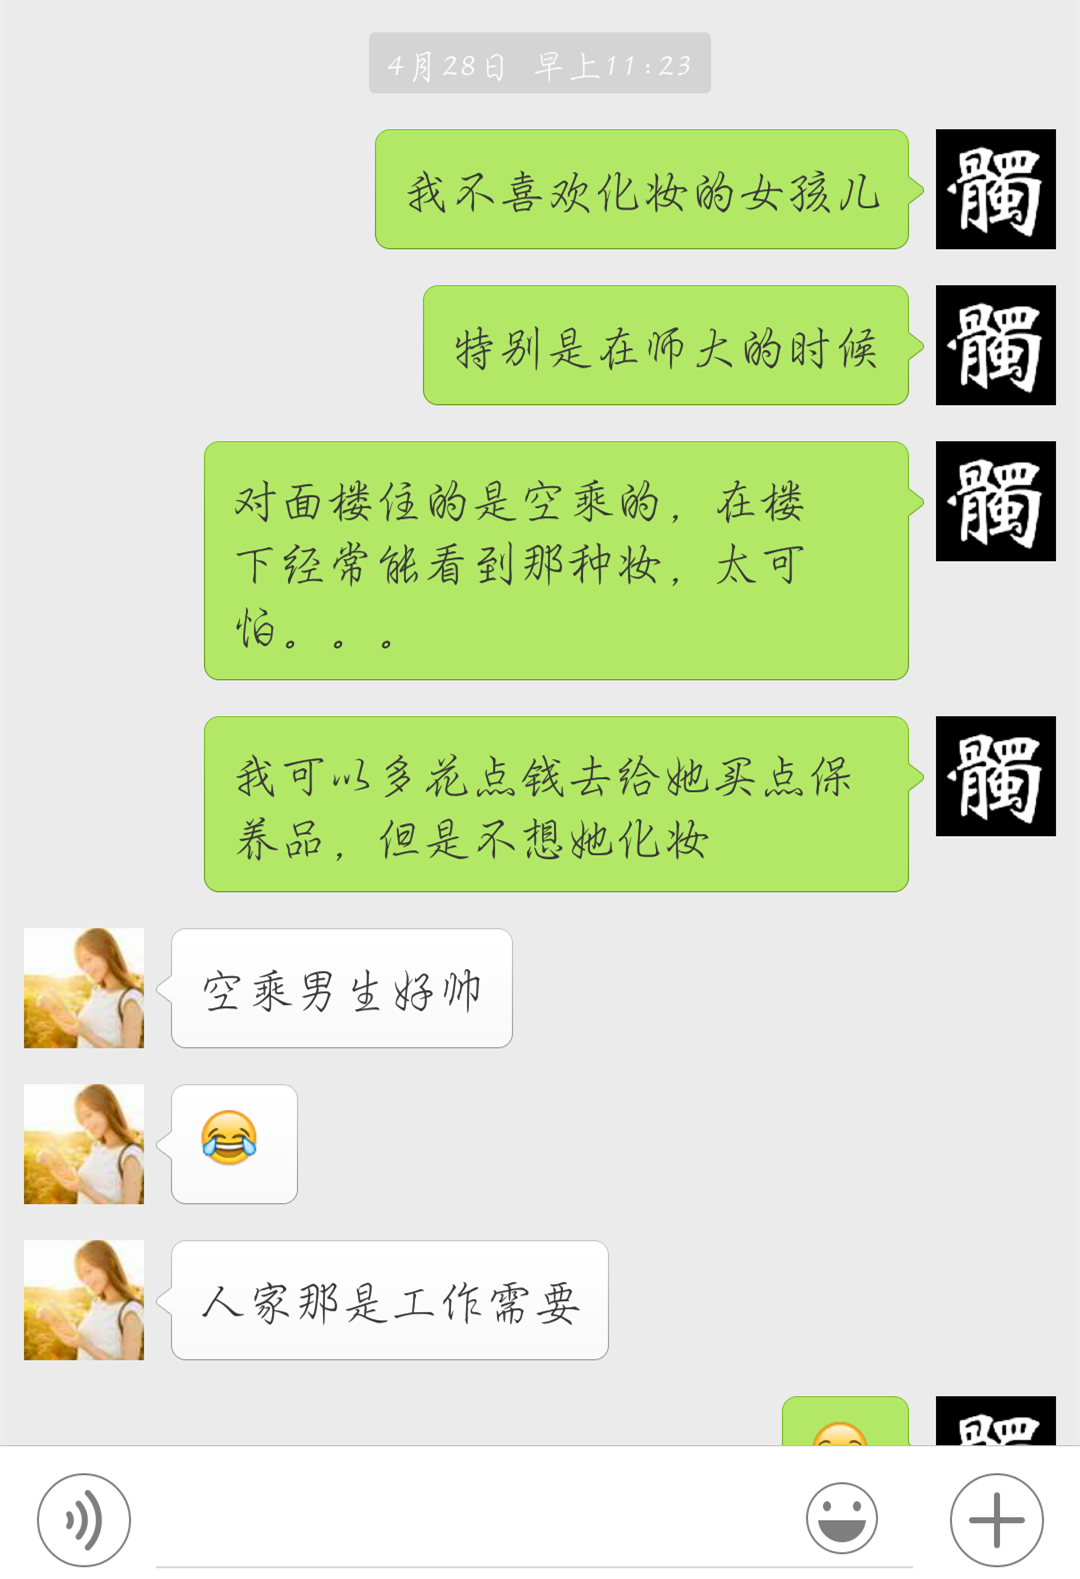 4月28日 早上11:23
我不喜欢化妆的女孩儿
髑
特别是在师大的时候
髑
对面楼住的是空乘的，在楼
下经常能看到那种妆，太可
怕。。。
髑
我可以多花点钱去给她买点保
养品，但是不想她化妆
髑
空乘男生好帅
😂
人家那是工作需要